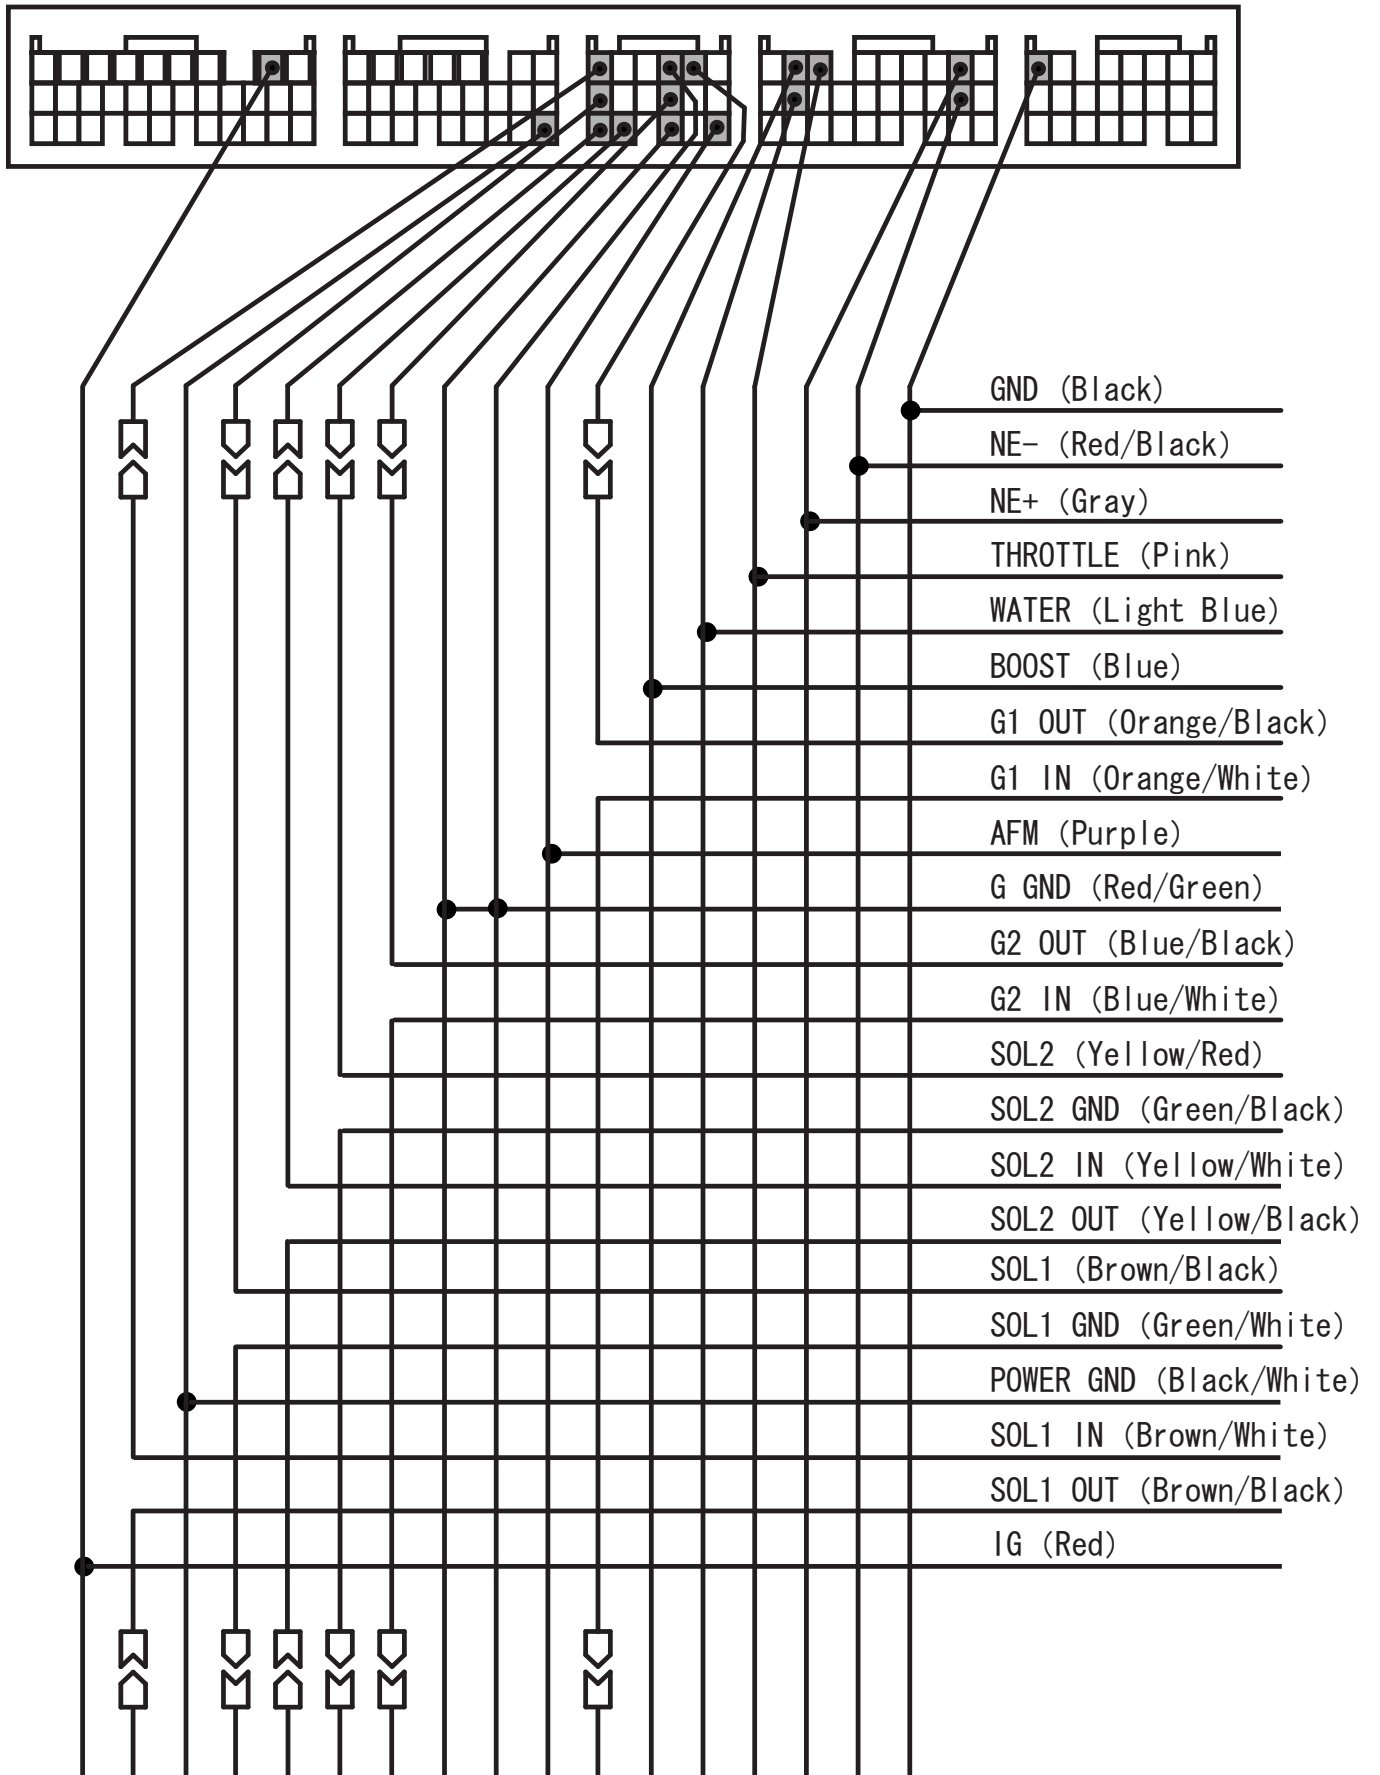 GND (Black)
NE- (Red/Black)
NE+ (Gray)
THROTTLE (Pink)
WATER (Light Blue)
BOOST (Blue)
G1 OUT (Orange/Black)
G1 IN (Orange/White)
AFM (Purple)
G GND (Red/Green)
G2 OUT (Blue/Black)
G2 IN (Blue/White)
SOL2 (Yellow/Red)
SOL2 GND (Green/Black)
SOL2 IN (Yellow/White)
SOL2 OUT (Yellow/Black)
SOL1 (Brown/Black)
SOL1 GND (Green/White)
POWER GND (Black/White)
SOL1 IN (Brown/White)
SOL1 OUT (Brown/Black)
IG (Red)